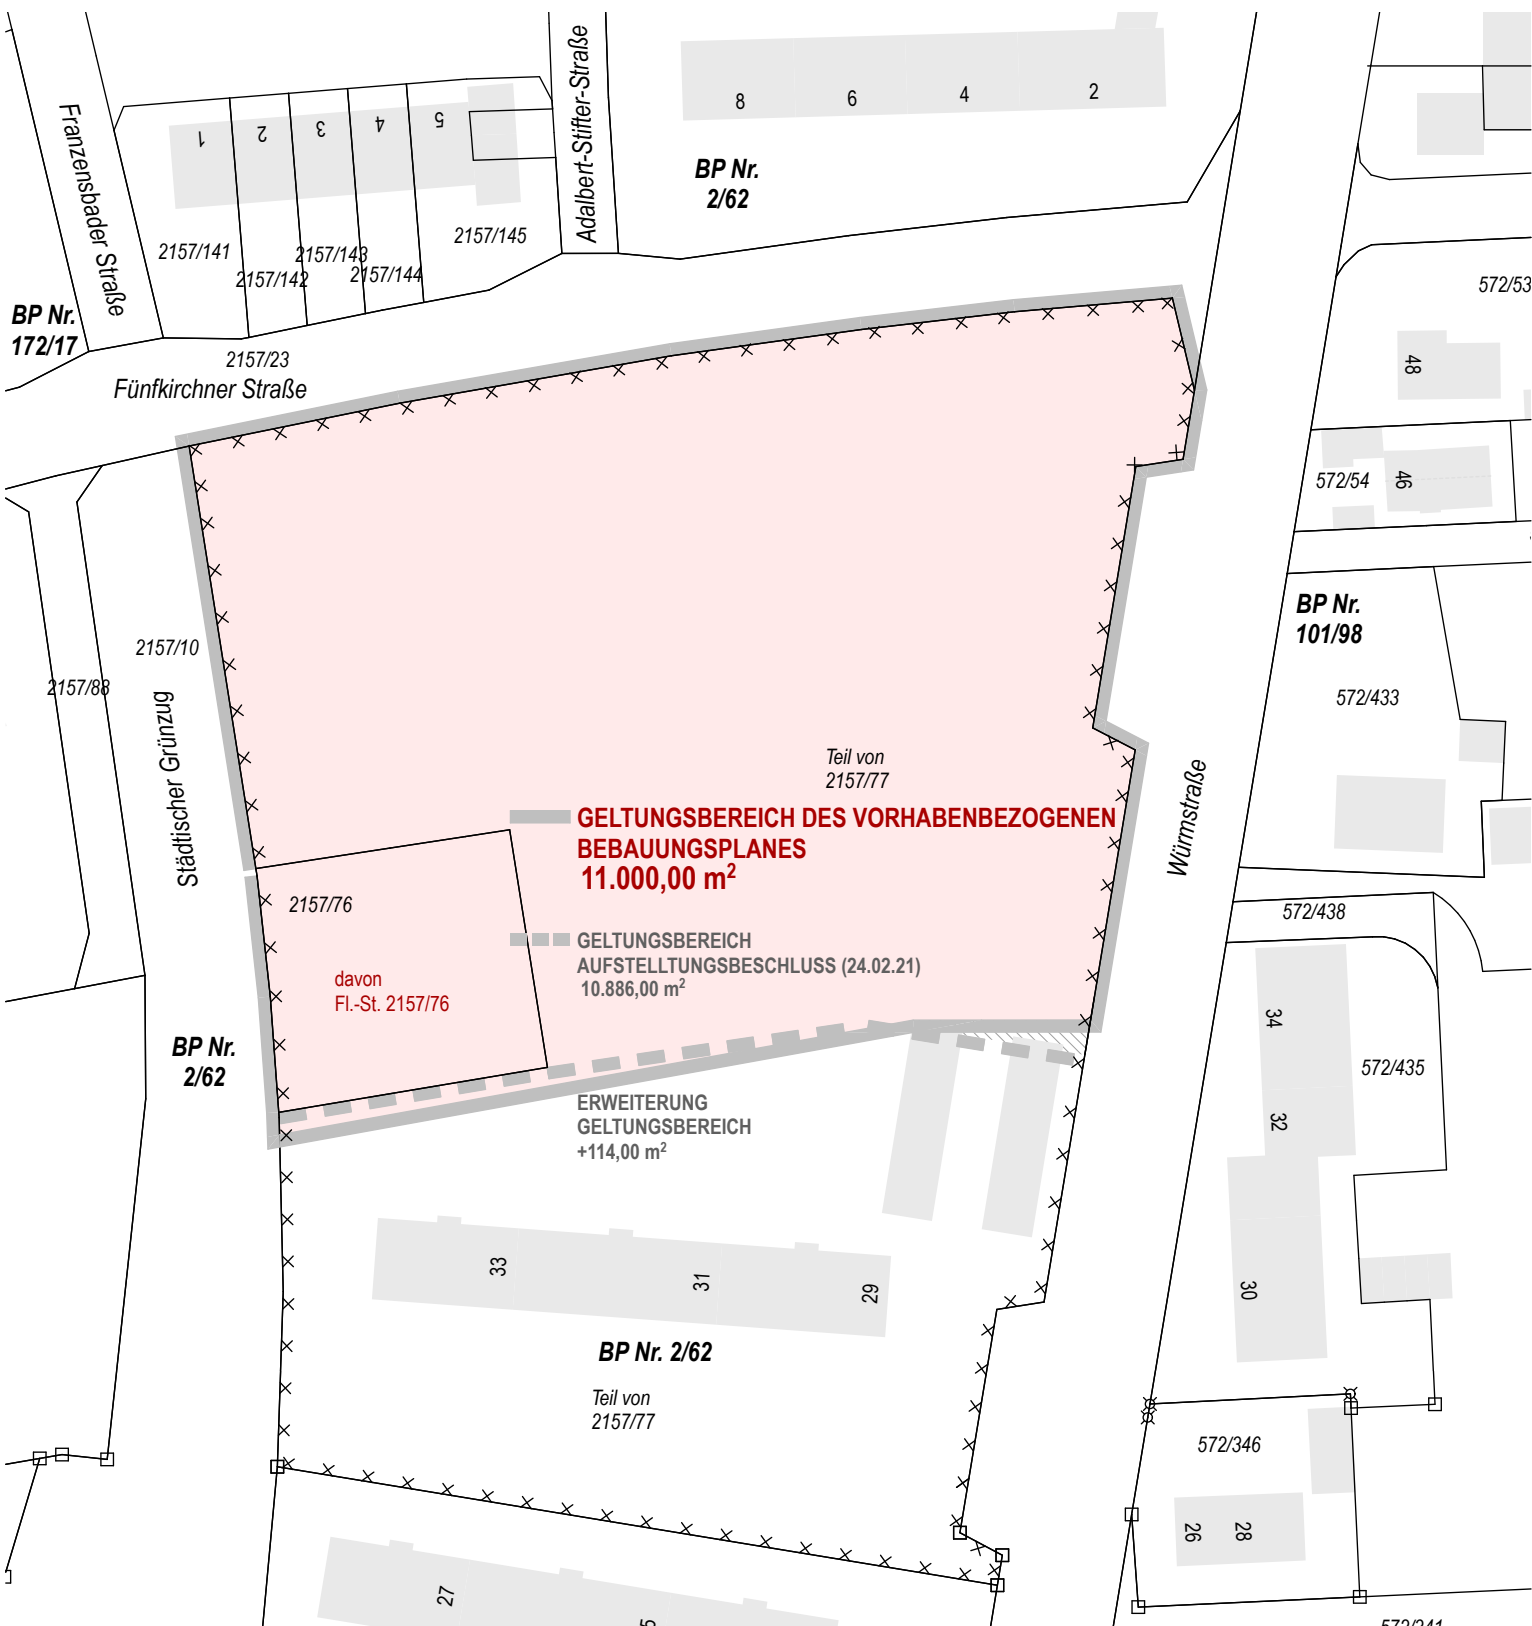 Franzensbader Straße
1
2
3
4
5
2157/141
2157/142
2157/143
2157/144
2157/145
Adalbert-Stifter-Straße
8
6
4
2
BP Nr.
2/62
BP Nr.
172/17
2157/23
Fünfkirchner Straße
572/53
48
572/54
46
BP Nr.
101/98
572/433
2157/10
2157/88
Städtischer Grünzug
Teil von
2157/77
Würmstraße
GELTUNGSBEREICH DES VORHABENBEZOGENEN
BEBAUUNGSPLANES
11.000,00 m²
2157/76
davon
Fl.-St. 2157/76
GELTUNGSBEREICH
AUFSTELLTUNGSBESCHLUSS (24.02.21)
10.886,00 m²
572/438
34
572/435
32
30
BP Nr.
2/62
ERWEITERUNG
GELTUNGSBEREICH
+114,00 m²
33
31
29
BP Nr. 2/62
Teil von
2157/77
572/346
26
28
27
572/341